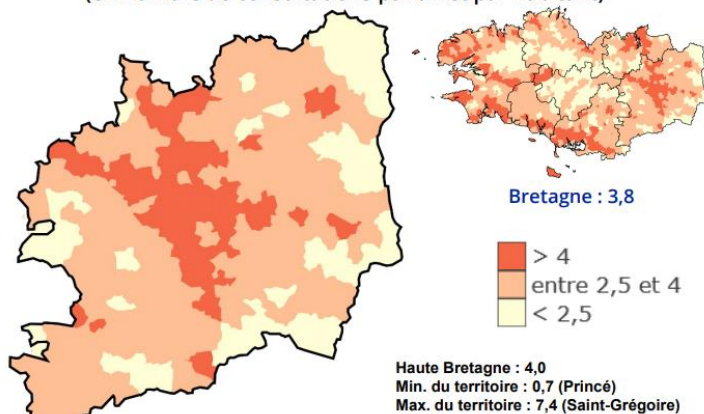 Bretagne : 3,8
> 4
entre 2,5 et 4
< 2,5
Haute Bretagne : 4,0
Min. du territoire : 0,7 (Princé)
Max. du territoire : 7,4 (Saint-Grégoire)